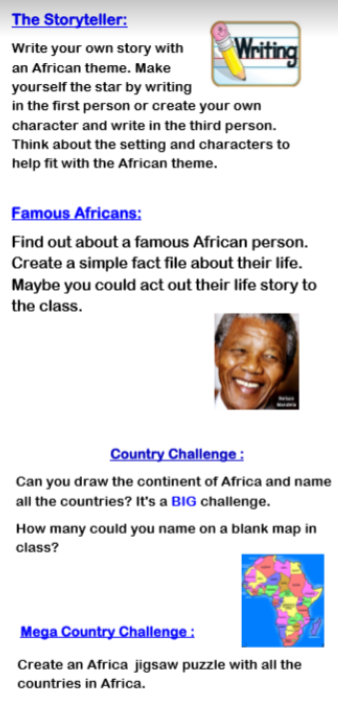 The Storyteller:
Writing
Write your own story with
an African theme. Make
yourself the star by writing
in the first person or create your own
character and write in the third person.
Think about the setting and characters to
help fit with the African theme.
Famous Africans:
Find out about a famous African person.
Create a simple fact file about their life.
Maybe you could act out their life story to
the class.
Nelson
Mandela
Country Challenge :
Can you draw the continent of Africa and name
all the countries? It's a BIG challenge.
How many could you name on a blank map in
class?
Mega Country Challenge :
Create an Africa jigsaw puzzle with all the
countries in Africa.